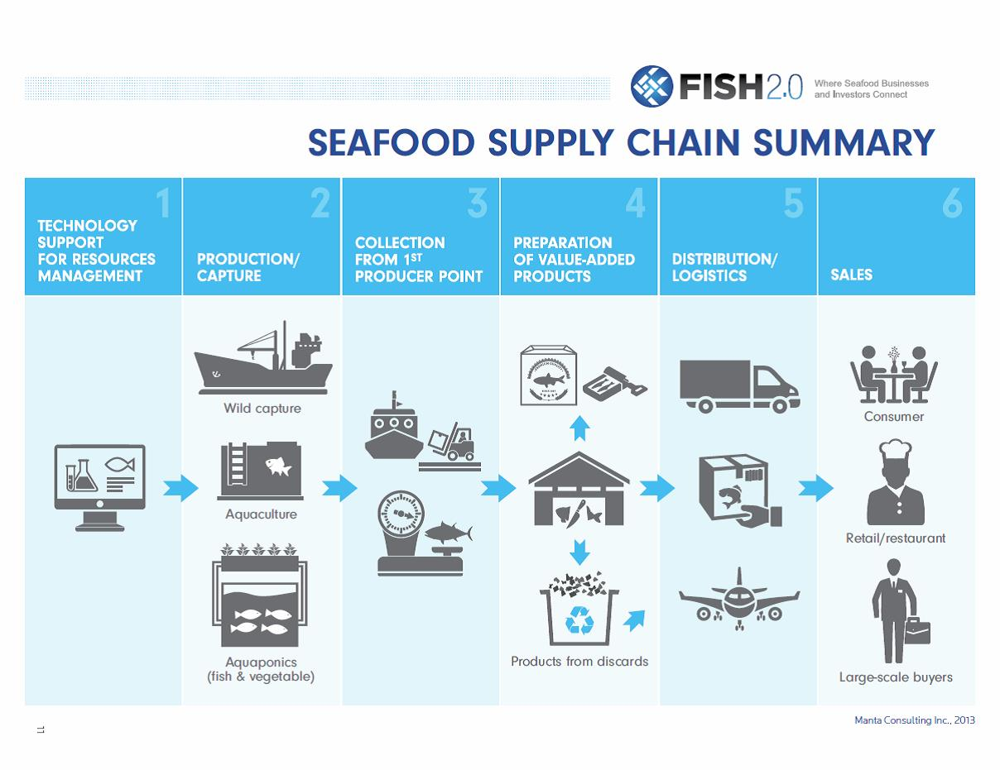 FISH2.0
Where Seafood Businesses
and Investors Connect
SEAFOOD SUPPLY CHAIN SUMMARY
1
TECHNOLOGY
SUPPORT
FOR RESOURCES
MANAGEMENT
2
PRODUCTION/
CAPTURE
3
COLLECTION
FROM 1ST
PRODUCER POINT
4
PREPARATION
OF VALUE-ADDED
PRODUCTS
5
DISTRIBUTION/
LOGISTICS
6
SALES
Wild capture
Aquaculture
Aquaponics
(fish & vegetable)
Products from discards
Consumer
Retail/restaurant
Large-scale buyers
Manta Consulting Inc., 2013
11